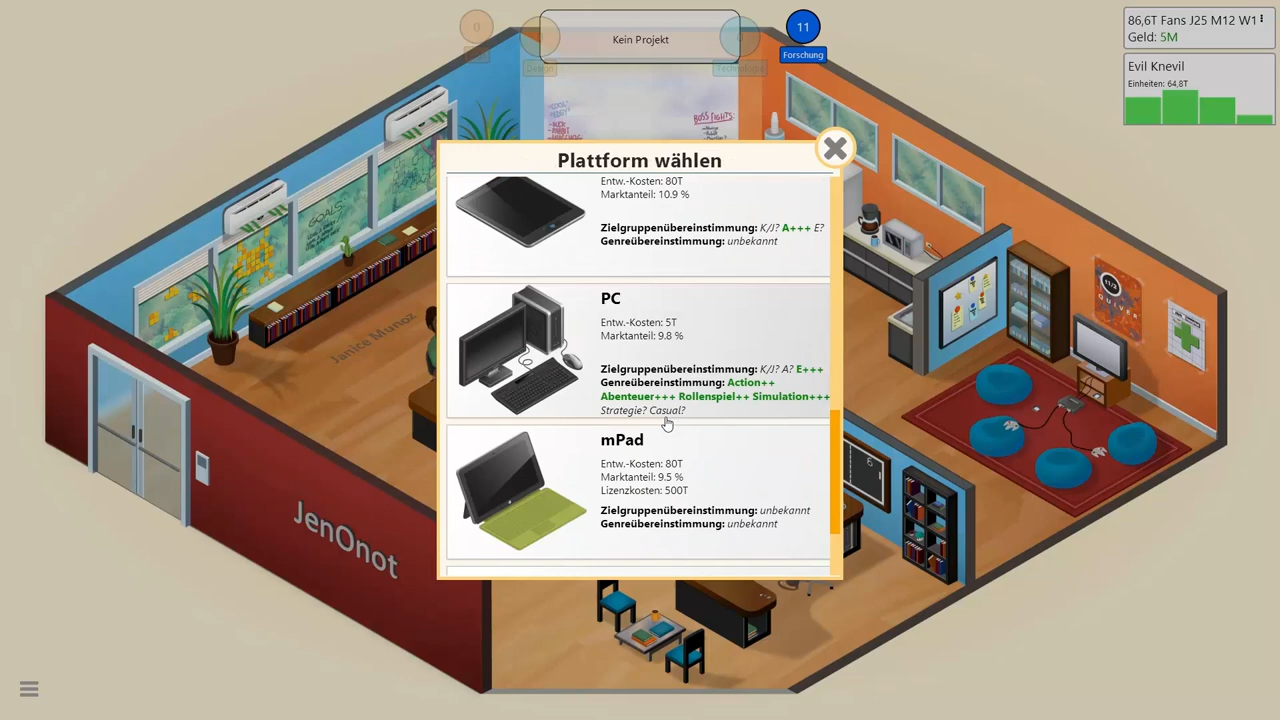 86,6T Fans J25 M12 W1
Geld: 5M
Evil Knevil
Einheiten: 64,8T
Kein Projekt
0
11
Forschung
Design
BOSS FIGHTS:
GOALS
Plattform wählen
Entw.-Kosten: 80T
Marktanteil: 10.9 %
Zielgruppenübereinstimmung: K/J? A+++ E?
Genreübereinstimmung: unbekannt
PC
Entw.-Kosten: 5T
Marktanteil: 9.8 %
Zielgruppenübereinstimmung: K/J? A? E+++
Genreübereinstimmung: Action++
Abenteuer+++ Rollenspiel++ Simulation+++
Strategie? Casual?
mPad
Entw.-Kosten: 80T
Marktanteil: 9.5 %
Lizenzkosten: 500T
Zielgruppenübereinstimmung: unbekannt
Genreübereinstimmung: unbekannt
Janice Munoz
JenOnot
QUIVER
6